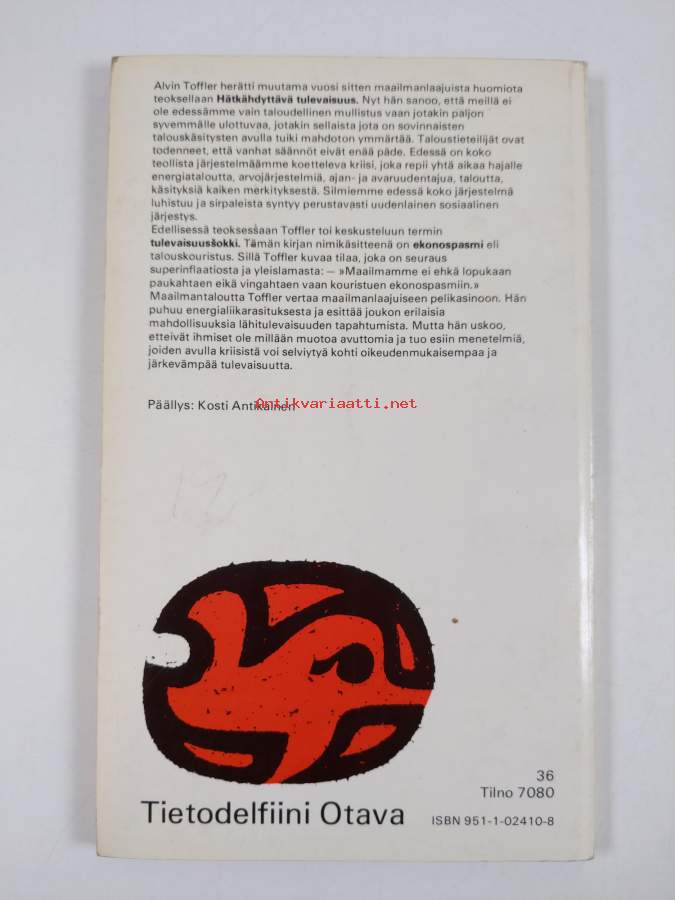 Alvin Toffler herätti muutama vuosi sitten maailmanlaajuista huomiota
teoksellaan Hätkähdyttävä tulevaisuus. Nyt hän sanoo, että meillä ei
ole edessämme vain taloudellinen mullistus vaan jotakin paljon
syvemmälle ulottuvaa, jotakin sellaista jota on sovinnaisten
talouskäsitysten avulla tuiki mahdoton ymmärtää. Taloustieteilijät ovat
todenneet, että vanhat säännöt eivät enää päde. Edessä on koko
teollista järjestelmäämme koetteleva kriisi, joka repii yhtä aikaa hajalle
energiataloutta, arvojärjestelmiä, ajan- ja avaruudentajua, taloutta,
käsityksiä kaiken merkityksestä. Silmiemme edessä koko järjestelmä
luhistuu ja sirpaleista syntyy perustavasti uudenlainen sosiaalinen
järjestys.
Edellisessä teoksessaan Toffler toi keskusteluun termin
tulevaisuusšokki. Tämän kirjan nimikäsitteenä on ekonospasmi eli
talouskouristus. Sillä Toffler kuvaa tilaa, joka on seuraus
superinflaatiosta ja yleislamasta: – »Maailmamme ei ehkä lopukaan
paukahtaen eikä vingahtaen vaan kouristuen ekonospasmiin.»
Maailmantaloutta Toffler vertaa maailmanlaajuiseen pelikasinoon. Hän
puhuu energialiikarasituksesta ja esittää joukon erilaisia
mahdollisuuksia lähitulevaisuuden tapahtumista. Mutta hän uskoo,
etteivät ihmiset ole millään muotoa avuttomia ja tuo esiin menetelmiä,
joiden avulla kriisistä voi selviytyä kohti oikeudenmukaisempaa ja
järkevämpää tulevaisuutta.
Päällys: Kosti Antikainen
Antikvariaatti.net
12
36
Tilno 7080
Tietodelfiini Otava
ISBN 951-1-02410-8